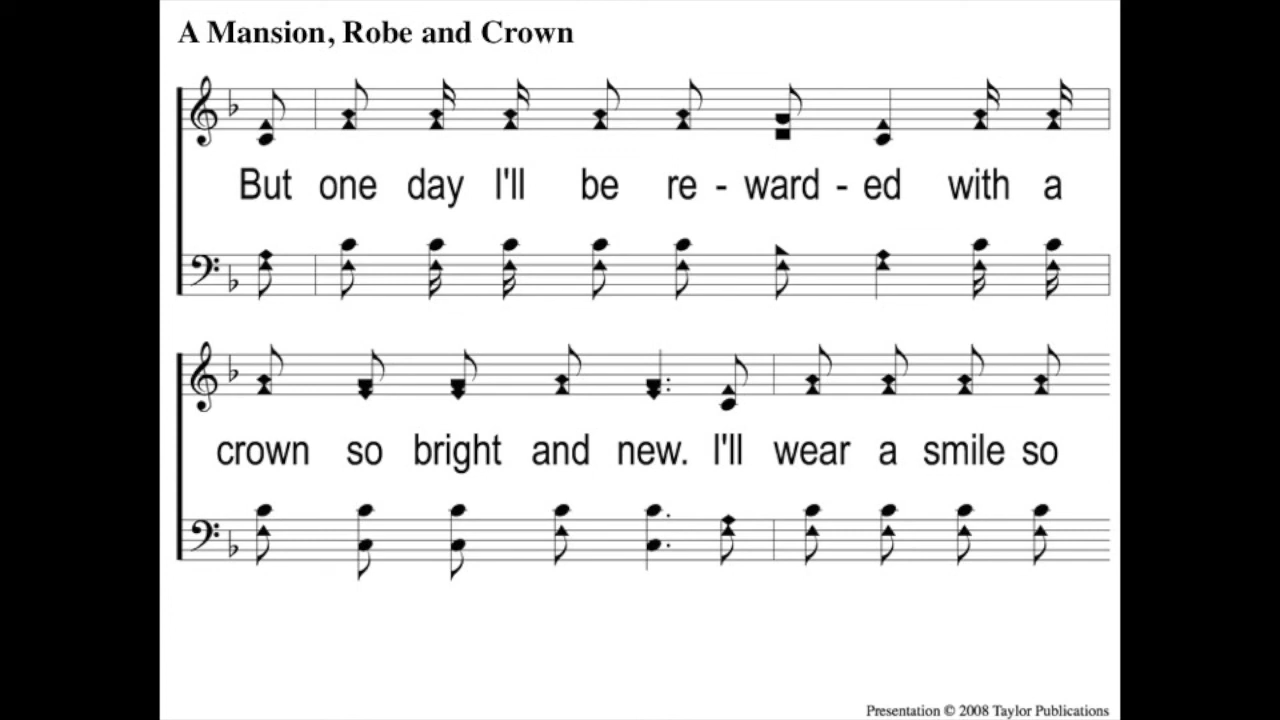 A Mansion, Robe and Crown
But one day I'll be re - ward - ed with a
crown so bright and new. I'll wear a smile so
Presentation © 2008 Taylor Publications